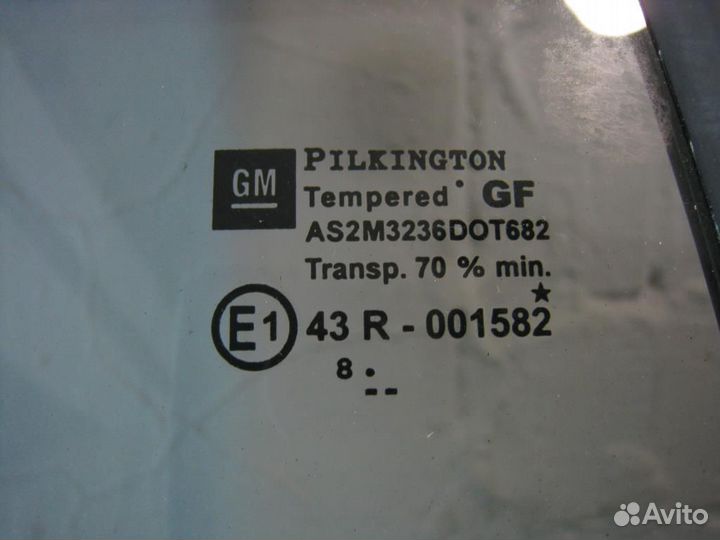 GM
PILKINGTON
Tempered GF
AS2M3236DOT682
Transp. 70 % min.
E1 43 R - 001582
8 . --
Avito